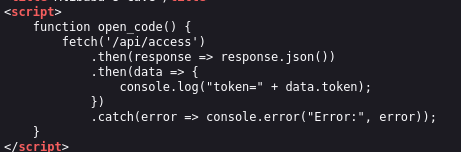 <script>
function open_code() {
fetch('/api/access')
.then(response => response.json())
.then(data => {
console.log("token=" + data.token);
})
.catch(error => console.error("Error:", error));
}
</script>